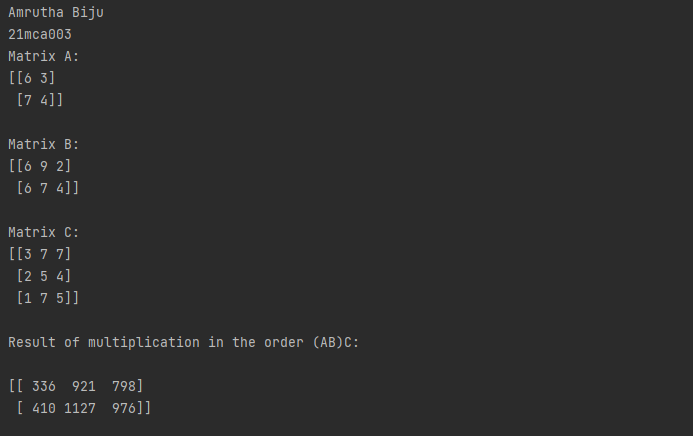 Amrutha Biju
21mca003
Matrix A:
[[6 3]
 [7 4]]
Matrix B:
[[6 9 2]
 [6 7 4]]
Matrix C:
[[3 7 7]
 [2 5 4]
 [1 7 5]]
Result of multiplication in the order (AB)C:
[[ 336  921  798]
 [ 410 1127  976]]